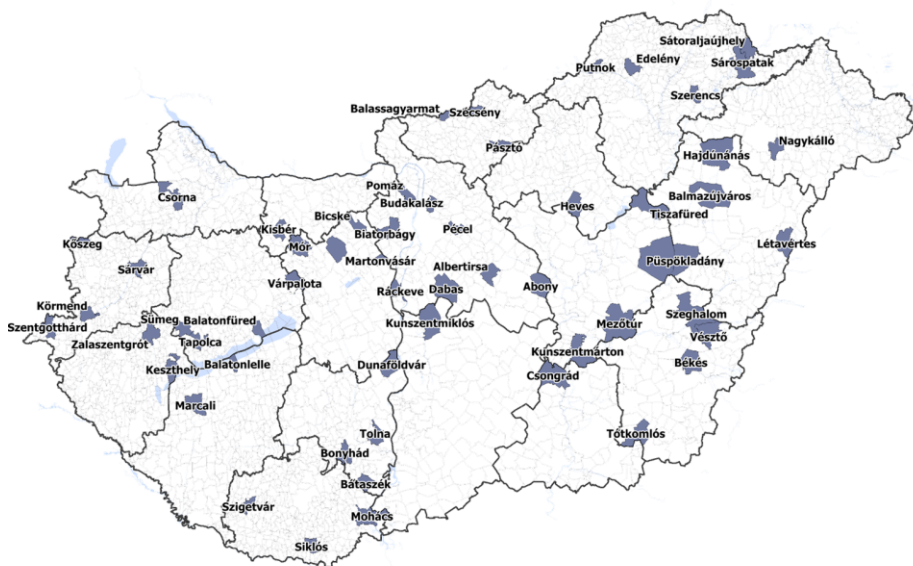 Sátoraljaújhely
Putnok
Edelény
Sárospatak
Szerencs
Balassagyarmat
Szécsény
Pásztó
Hajdúnánás
Nagykálló
Pomáz
Budakalász
Balmazújváros
Heves
Tiszafüred
Csorna
Bicske
Kisbér
Biatorbágy
Pécel
Kőszeg
Mór
Létavértes
Martonvásár
Püspökladány
Sárvár
Albertirsa
Várpalota
Abony
Ráckeve
Dabas
Körmend
Szentgotthárd
Sümeg
Balatonfüred
Kunszentmiklós
Szeghalom
Mezőtúr
Zalaszentgrót
Tapolca
Vésztő
Kunszentmárton
Keszthely
Balatonlelle
Dunaföldvár
Békés
Csongrád
Marcali
Tolna
Tótkomlós
Bonyhád
Bátaszék
Szigetvár
Mohács
Siklós